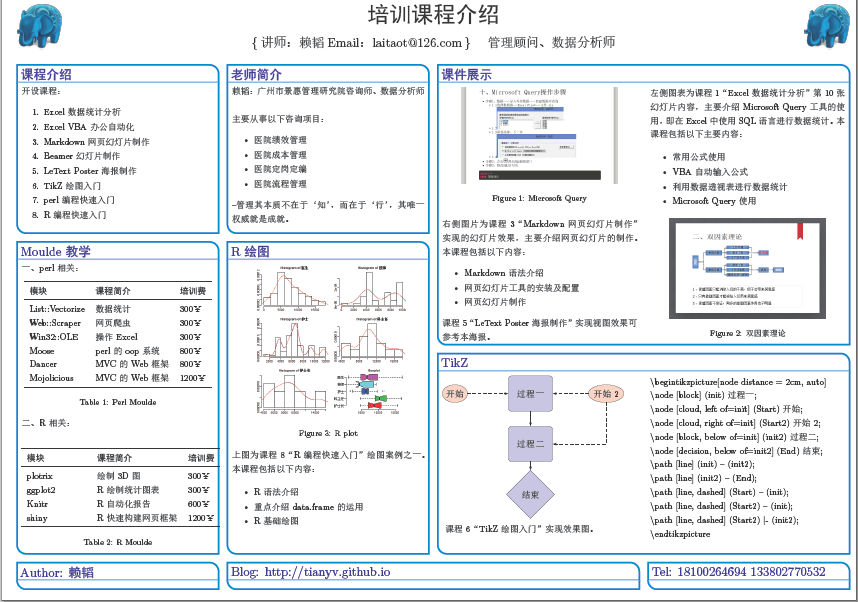 培训课程介绍
{ 讲师：赖韬 Email：laitaot@126.com } 管理顾问、数据分析师
课程介绍
开设课程：
1. Excel 数据统计分析
2. Excel VBA 办公自动化
3. Markdown 网页幻灯片制作
4. Beamer 幻灯片制作
5. LeText Poster 海报制作
6. TikZ 绘图入门
7. perl 编程快速入门
8. R 编程快速入门
老师简介
赖韬：广州市景惠管理研究院咨询师、数据分析师
主要从事以下咨询项目：
• 医院绩效管理
• 医院成本管理
• 医院定岗定编
• 医院流程管理
–管理其本质不在于‘知’，而在于‘行’，其唯一
权威就是成就。
课件展示
十、Microsoft Query操作步骤
Figure 1: Microsoft Query
左侧图表为课程 1“Excel 数据统计分析”第 10 张
幻灯片内容，主要介绍 Microsoft Query 工具的使
用，即在 Excel 中使用 SQL 语言进行数据统计。本
课程包括以下主要内容：
• 常用公式使用
• VBA 自动输入公式
• 利用数据透视表进行数据统计
• Microsoft Query 使用
右侧图片为课程 3“Markdown 网页幻灯片制作”
实现的幻灯片效果，主要介绍网页幻灯片的制作。
本课程包括以下内容：
• Markdown 语法介绍
• 网页幻灯片工具的安装及配置
• 网页幻灯片制作
课程 5“LeText Poster 海报制作”实现视图效果可
参考本海报。
二、双因素理论
Figure 2: 双因素理论
Moulde 教学
一、perl 相关：
模块 课程简介 培训费
List::Vectorize 数据统计 300￥
Web::Scraper 网页爬虫 300￥
Win32::OLE 操作 Excel 300￥
Moose perl 的 oop 系统 800￥
Dancer MVC 的 Web 框架 800￥
Mojolicious MVC 的 Web 框架 1200￥
Table 1: Perl Moulde
二、R 相关：
模块 课程简介 培训费
plotrix 绘制 3D 图 300￥
ggplot2 R 绘制统计图表 300￥
Knitr R 自动化报告 600￥
shiny R 快速构建网页框架 1200￥
Table 2: R Moulde
R 绘图
Figure 3: R plot
上图为课程 8“R 编程快速入门”绘图案例之一。
本课程包括以下内容：
• R 语法介绍
• 重点介绍 data.frame 的运用
• R 基础绘图
TikZ
开始
过程一
开始 2
过程二
结束
课程 6“TikZ 绘图入门”实现效果图。
\begintikzpicture[node distance = 2cm, auto]
\node [block] (init) 过程一;
\node [cloud, left of=init] (Start) 开始;
\node [cloud, right of=init] (Start2) 开始 2;
\node [block, below of=init] (init2) 过程二;
\node [decision, below of=init2] (End) 结束;
\path [line] (init) – (init2);
\path [line] (init2) – (End);
\path [line, dashed] (Start) – (init);
\path [line, dashed] (Start2) – (init);
\path [line, dashed] (Start2) |- (init2);
\endtikzpicture
Author: 赖韬
Blog: http://tianyv.github.io
Tel: 18100264694 133802770532